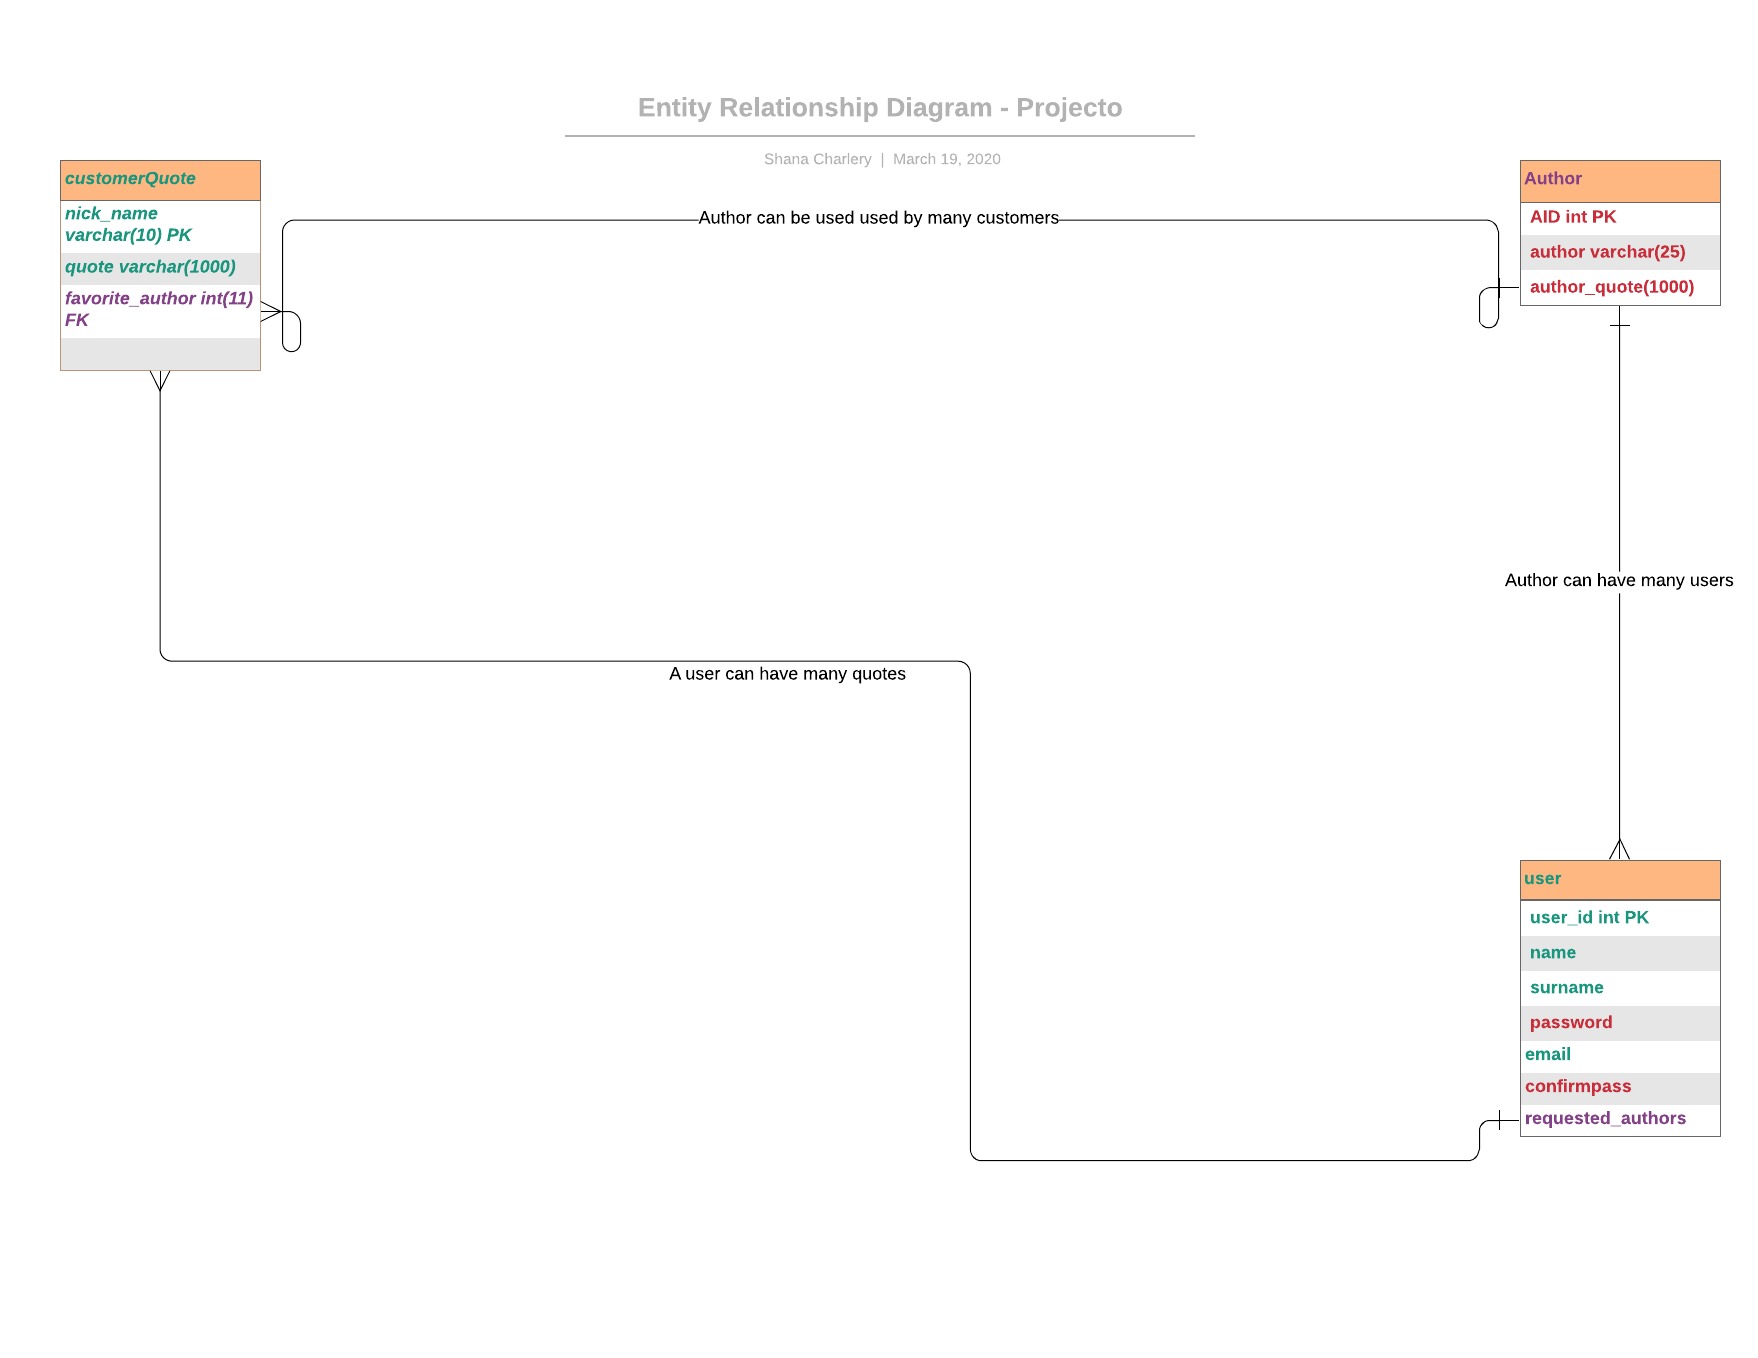 Entity Relationship Diagram - Projecto
Shana Charlery | March 19, 2020
customerQuote
nick_name
varchar(10) PK
quote varchar(1000)
favorite_author int(11)
FK
Author can be used used by many customers
Author
AID int PK
author varchar(25)
author_quote(1000)
Author can have many users
A user can have many quotes
user
user_id int PK
name
surname
password
email
confirmpass
requested_authors